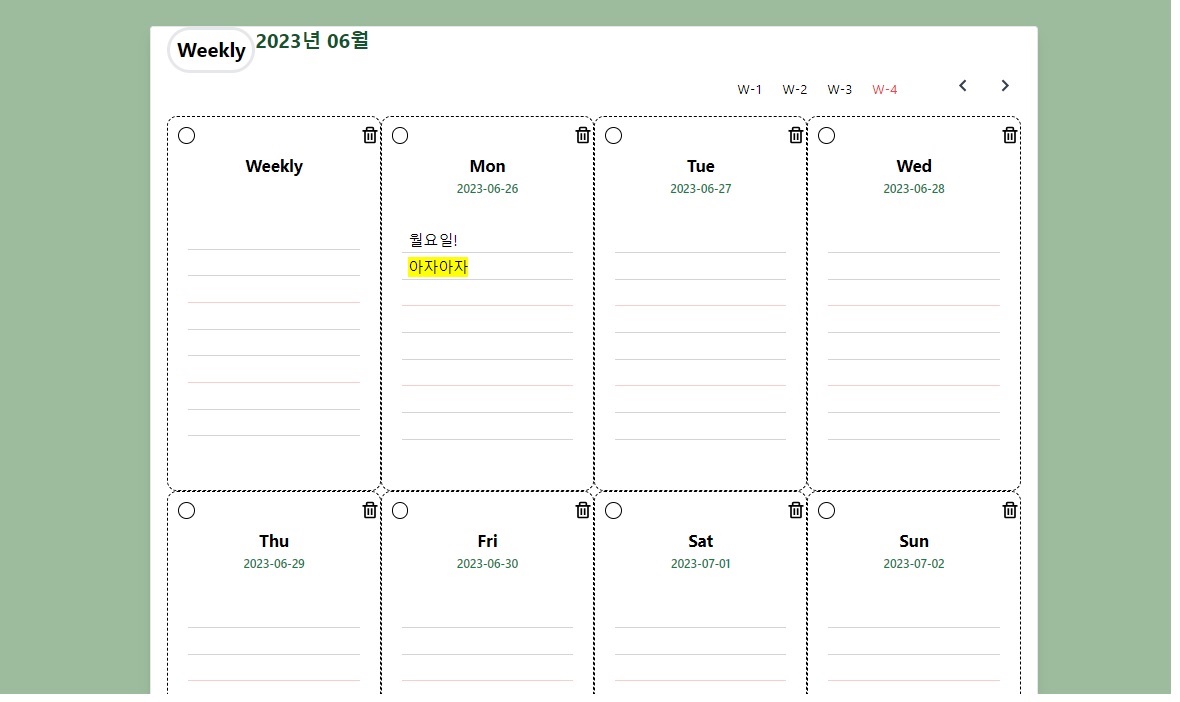 Weekly 2023년 06월
W-1 W-2 W-3 W-4
Weekly
Mon
2023-06-26
월요일!
아자아자
Tue
2023-06-27
Wed
2023-06-28
Thu
2023-06-29
Fri
2023-06-30
Sat
2023-07-01
Sun
2023-07-02